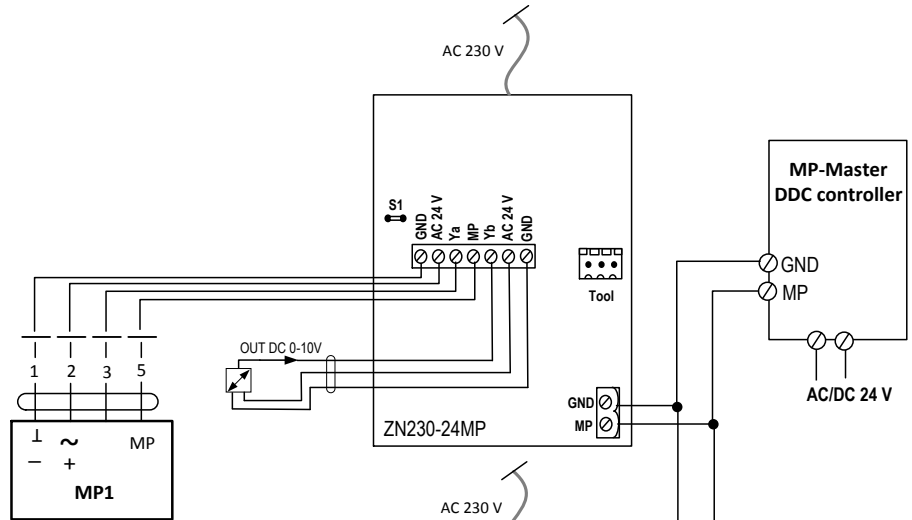 AC 230 V
MP-Master
DDC controller
S1
GND
AC 24 V
Ya
MP
Yb
AC 24 V
GND
Tool
GND
MP
OUT DC 0-10V
1 2 3 5
AC/DC 24 V
GND
MP
ZN230-24MP
⊥ ~ MP
− +
MP1
AC 230 V